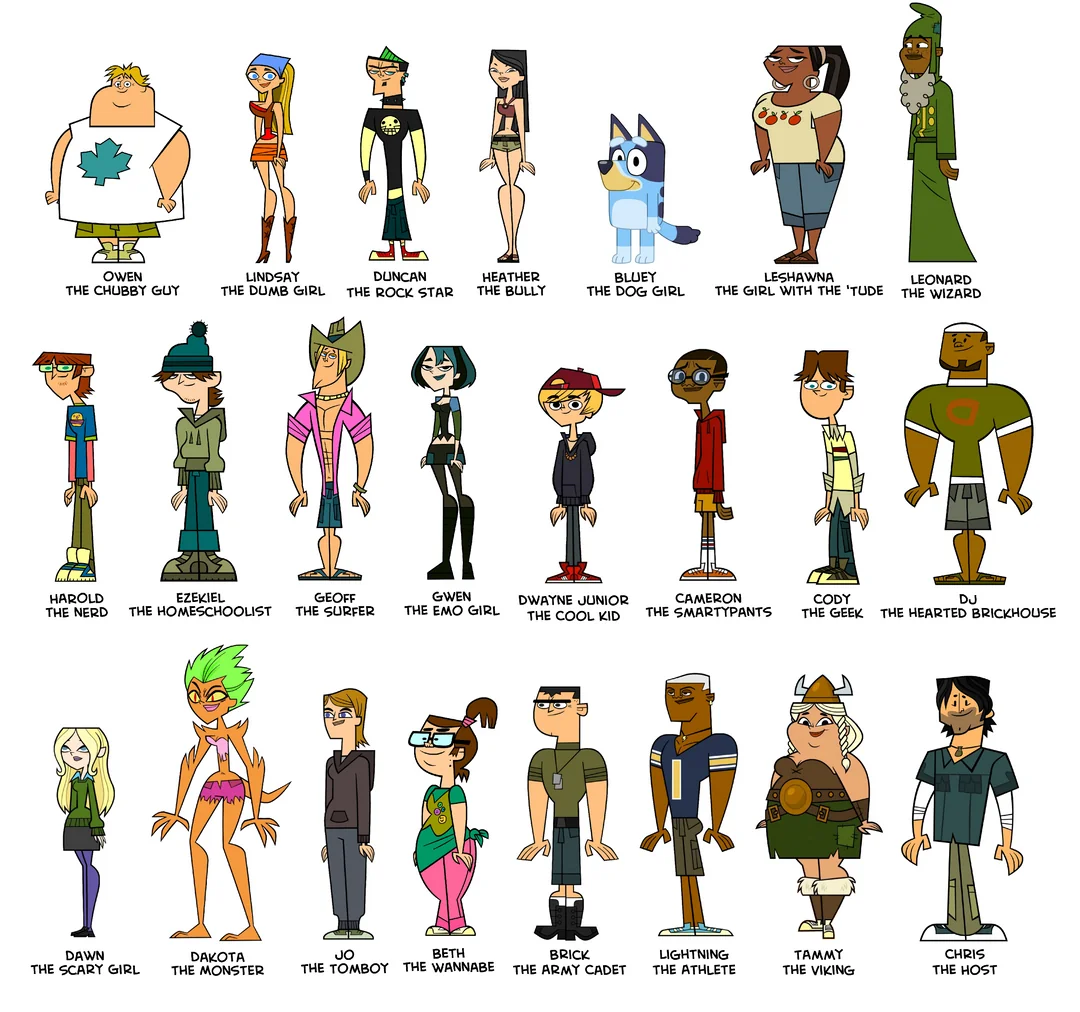 OWEN
THE CHUBBY GUY
LINDSAY
THE DUMB GIRL
DUNCAN
THE ROCK STAR
HEATHER
THE BULLY
BLUEY
THE DOG GIRL
LESHAWNA
THE GIRL WITH THE 'TUDE
LEONARD
THE WIZARD
HAROLD
THE NERD
EZEKIEL
THE HOMESCHOOLIST
GEOFF
THE SURFER
GWEN
THE EMO GIRL
DWAYNE JUNIOR
THE COOL KID
CAMERON
THE SMARTYPANTS
CODY
THE GEEK
DJ
THE HEARTED BRICKHOUSE
DAWN
THE SCARY GIRL
DAKOTA
THE MONSTER
JO
THE TOMBOY
BETH
THE WANNABE
BRICK
THE ARMY CADET
LIGHTNING
THE ATHLETE
TAMMY
THE VIKING
CHRIS
THE HOST